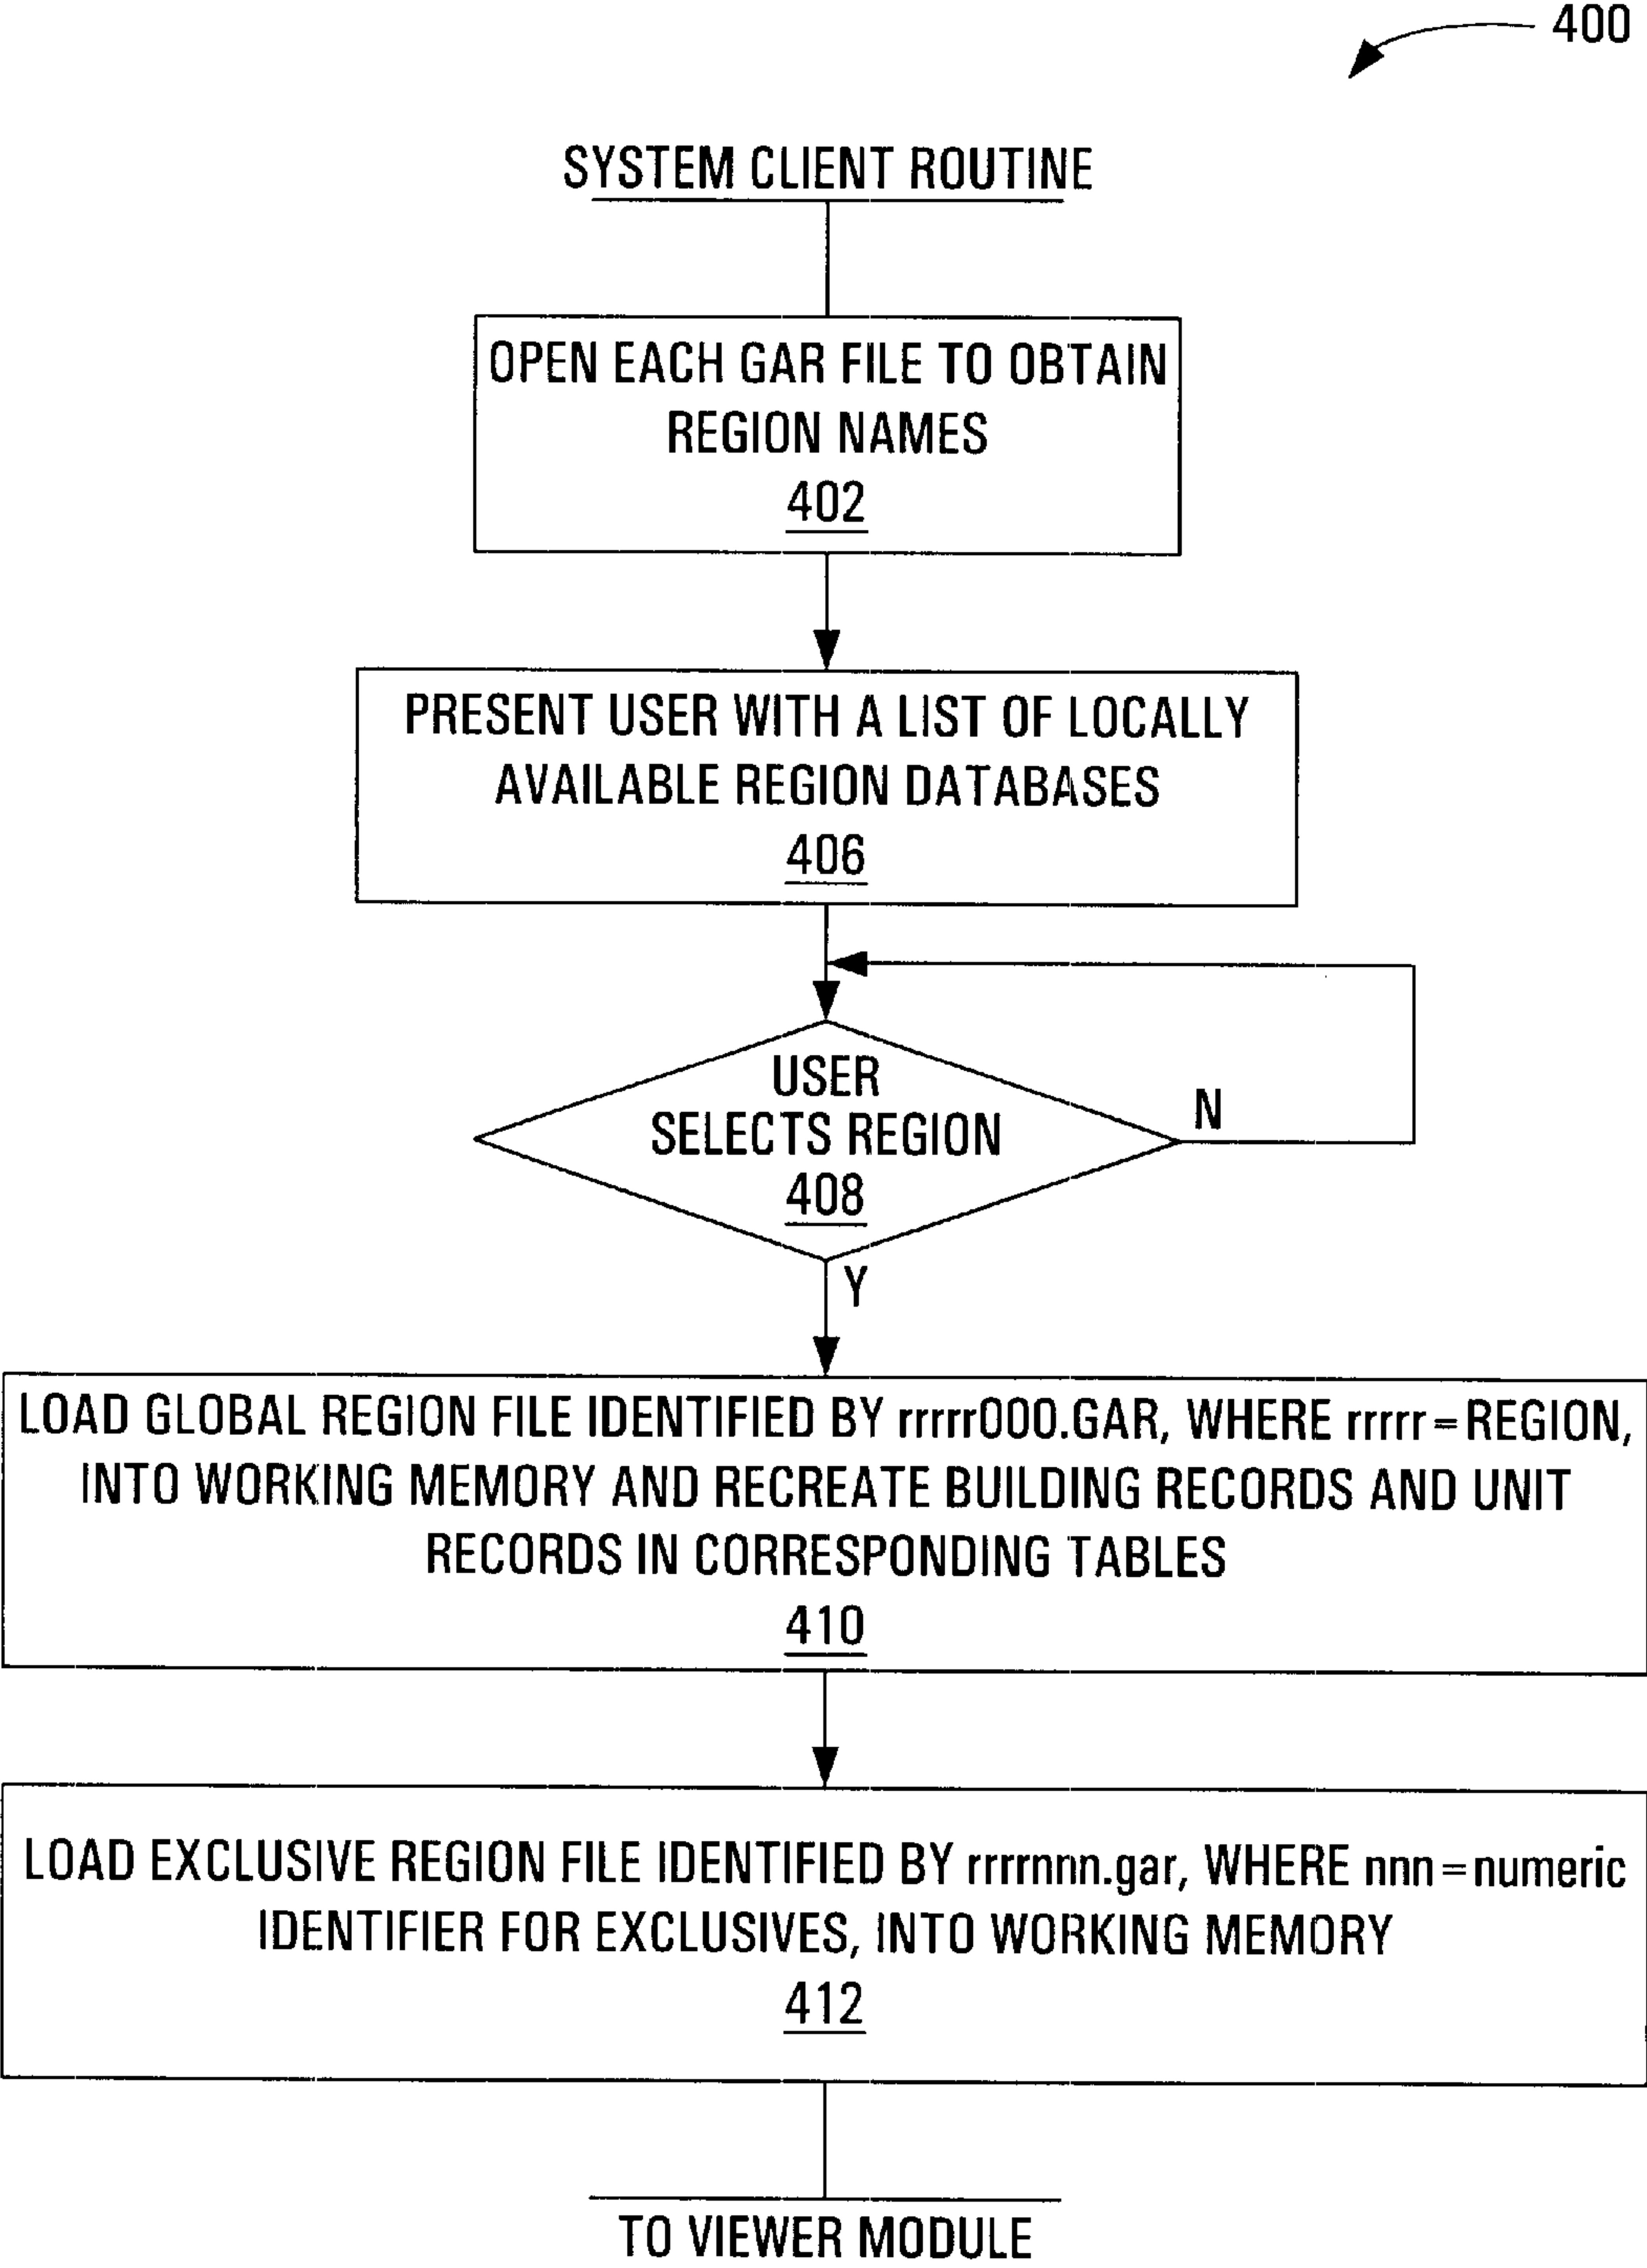 400
SYSTEM CLIENT ROUTINE
OPEN EACH GAR FILE TO OBTAIN
REGION NAMES
402
PRESENT USER WITH A LIST OF LOCALLY
AVAILABLE REGION DATABASES
406
USER
SELECTS REGION
408
N
Y
LOAD GLOBAL REGION FILE IDENTIFIED BY rrrrr000.GAR, WHERE rrrrr=REGION,
INTO WORKING MEMORY AND RECREATE BUILDING RECORDS AND UNIT
RECORDS IN CORRESPONDING TABLES
410
LOAD EXCLUSIVE REGION FILE IDENTIFIED BY rrrrnnn.gar, WHERE nnn=numeric
IDENTIFIER FOR EXCLUSIVES, INTO WORKING MEMORY
412
TO VIEWER MODULE